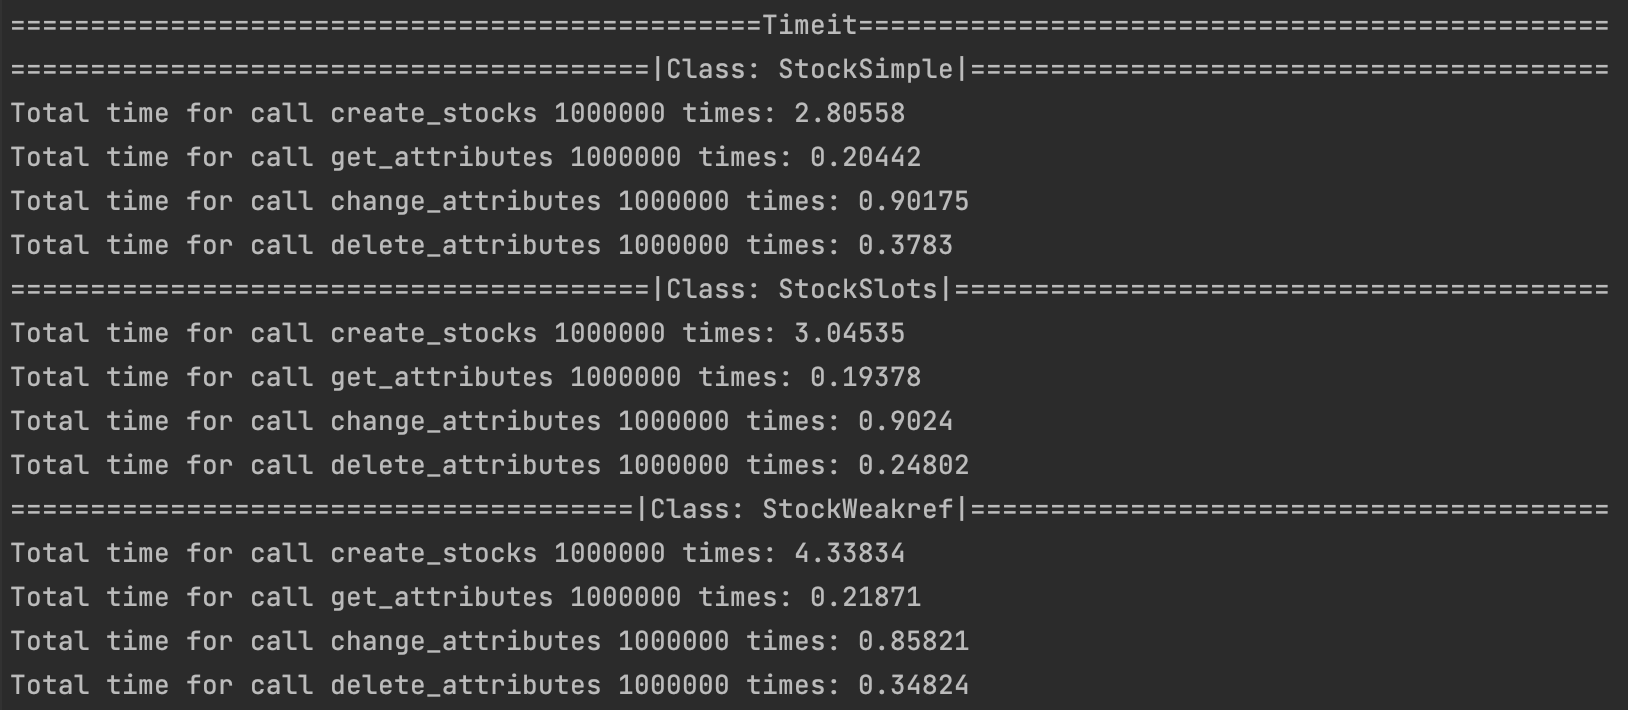 ===============================================Timeit===============================================
========================================|Class: StockSimple|========================================
Total time for call create_stocks 1000000 times: 2.80558
Total time for call get_attributes 1000000 times: 0.20442
Total time for call change_attributes 1000000 times: 0.90175
Total time for call delete_attributes 1000000 times: 0.3783
========================================|Class: StockSlots|=========================================
Total time for call create_stocks 1000000 times: 3.04535
Total time for call get_attributes 1000000 times: 0.19378
Total time for call change_attributes 1000000 times: 0.9024
Total time for call delete_attributes 1000000 times: 0.24802
=======================================|Class: StockWeakref|========================================
Total time for call create_stocks 1000000 times: 4.33834
Total time for call get_attributes 1000000 times: 0.21871
Total time for call change_attributes 1000000 times: 0.85821
Total time for call delete_attributes 1000000 times: 0.34824